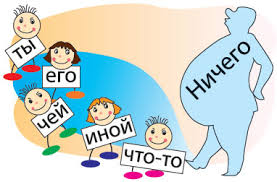 ты
его
чей
иной
что-то
Ничего